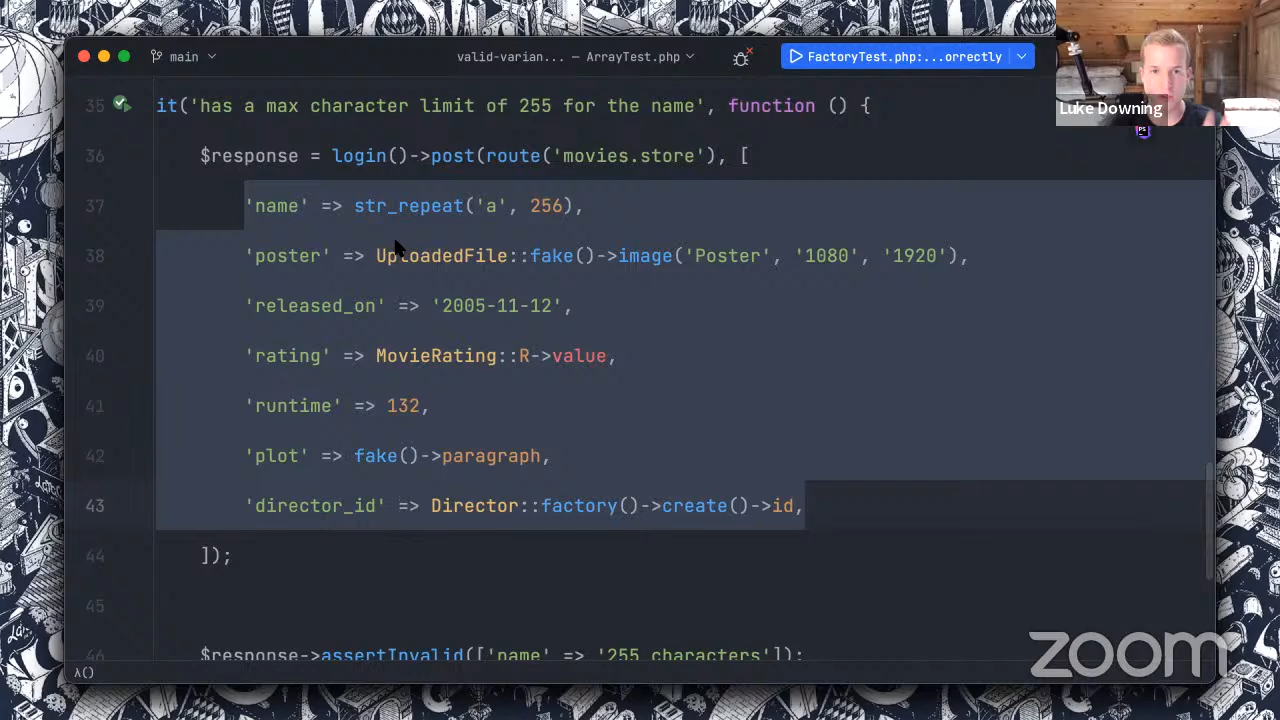 main
valid-varian... — ArrayTest.php
FactoryTest.php:...orrectly
Luke Downing
PS
35 it('has a max character limit of 255 for the name', function () {
36 $response = login()->post(route('movies.store'), [
37 'name' => str_repeat('a', 256),
38 'poster' => UploadedFile::fake()->image('Poster', '1080', '1920'),
39 'released_on' => '2005-11-12',
40 'rating' => MovieRating::R->value,
41 'runtime' => 132,
42 'plot' => fake()->paragraph,
43 'director_id' => Director::factory()->create()->id,
44 ]);
45
46 $response->assertInvalid(['name' => '255 characters']);
λ()
zoom